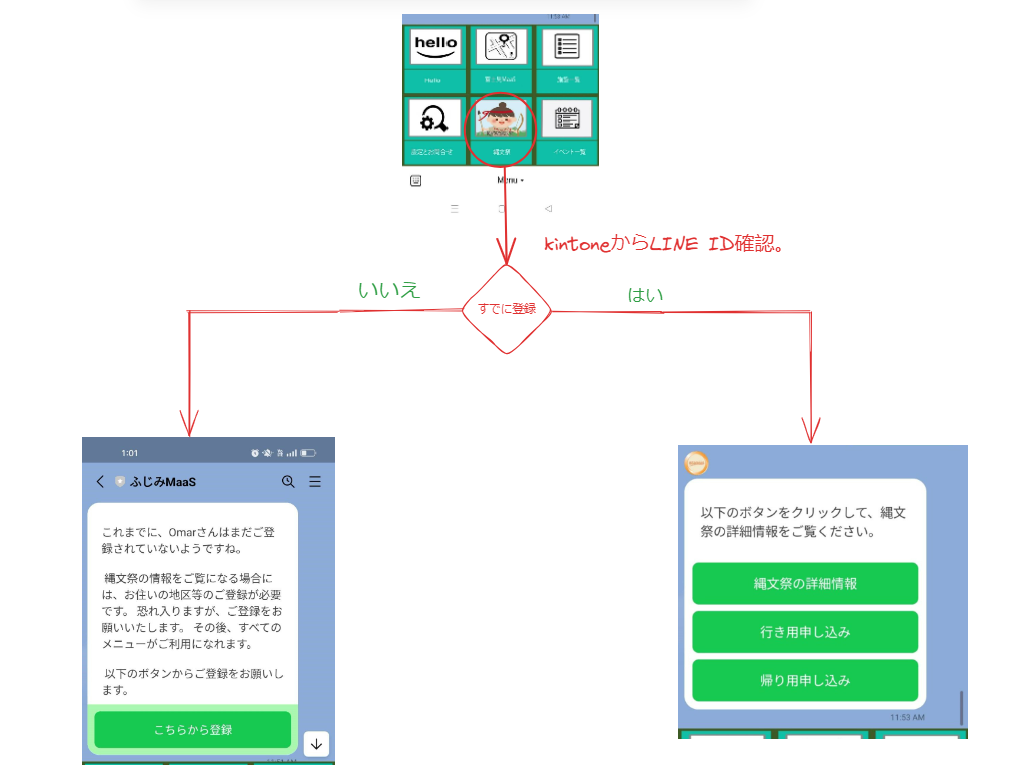 11:53 AM
hello
Hello
設定とお問合せ
縄文祭
イベント一覧
Menu
kintoneからLINE ID確認。
いいえ
はい
すでに登録
1:01
ふじみMaaS
これまでに、Omarさんはまだご登
録されていないようですね。
縄文祭の情報をご覧になる場合に
は、お住いの地区等のご登録が必要
です。 恐れ入りますが、ご登録をお
願いいたします。 その後、すべての
メニューがご利用になれます。
以下のボタンからご登録をお願いし
ます。
こちらから登録
11:51 AM
以下のボタンをクリックして、縄文
祭の詳細情報をご覧ください。
縄文祭の詳細情報
行き用申し込み
帰り用申し込み
11:53 AM